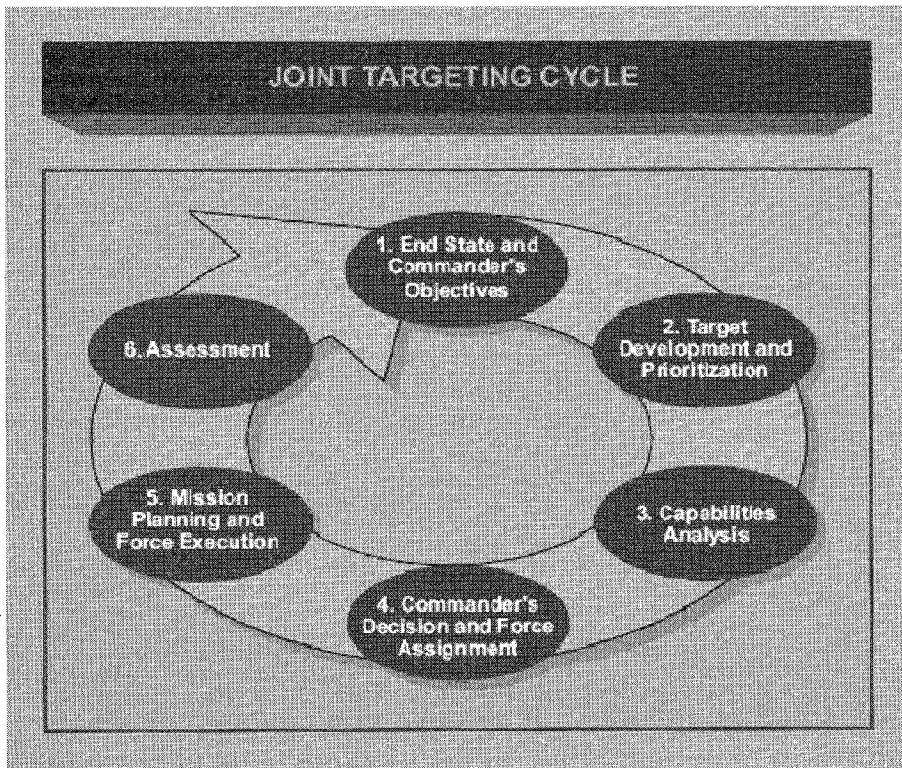 JOINT TARGETING CYCLE
1. End State and
Commander's
Objectives
2. Target
Development and
Prioritization
3. Capabilities
Analysis
4. Commander's
Decision and Force
Assignment
5. Mission
Planning and
Force Execution
6. Assessment